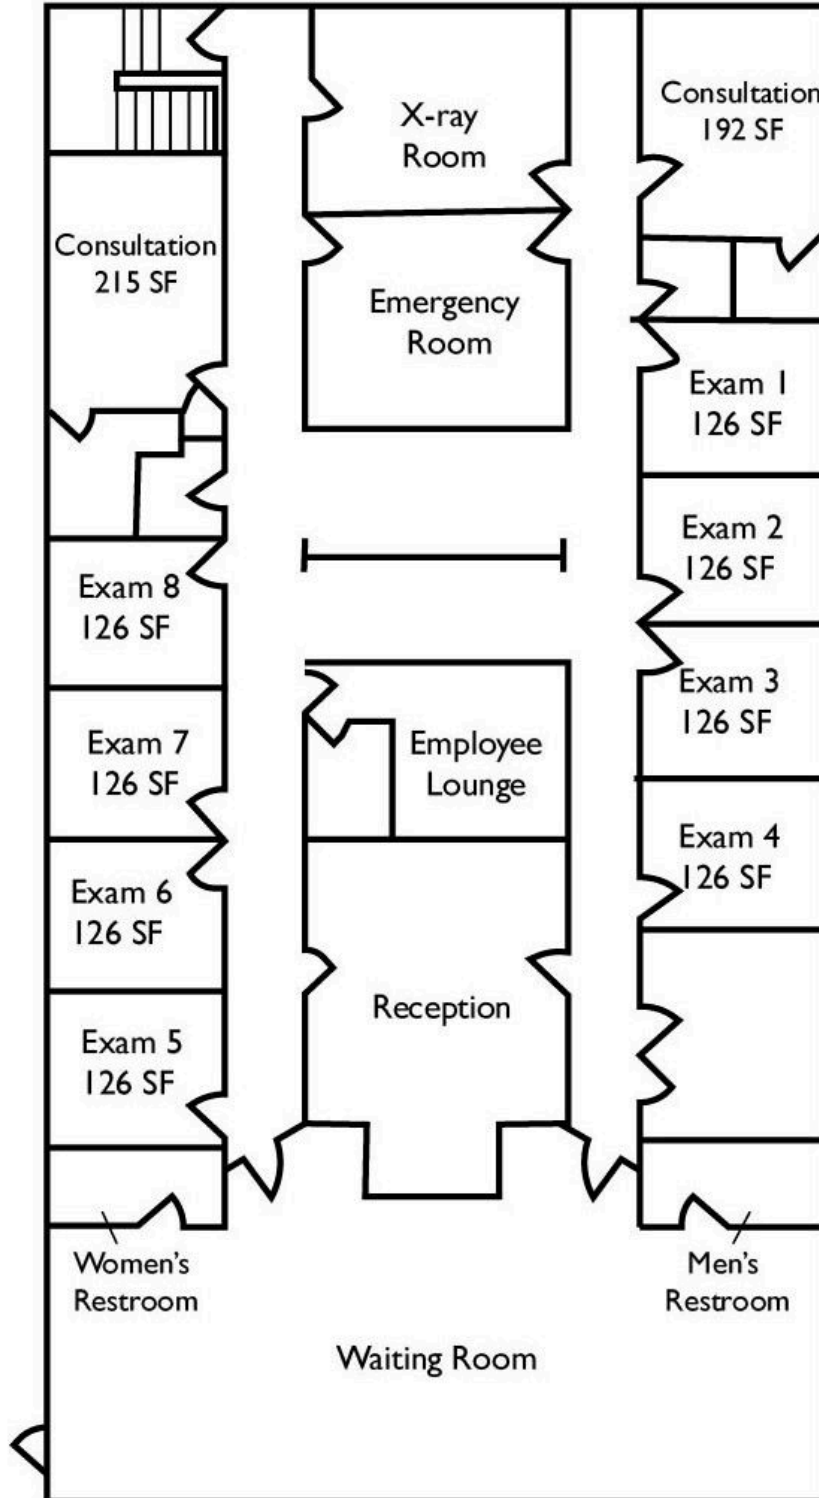 X-ray
Room
Consultation
192 SF
Consultation
215 SF
Emergency
Room
Exam 1
126 SF
Exam 2
126 SF
Exam 8
126 SF
Exam 3
126 SF
Exam 7
126 SF
Employee
Lounge
Exam 4
126 SF
Exam 6
126 SF
Reception
Exam 5
126 SF
Women's
Restroom
Men's
Restroom
Waiting Room